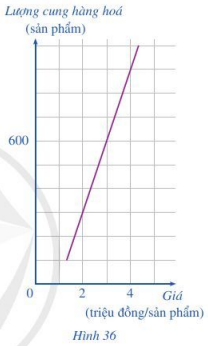 Lượng cung hàng hoá
(sản phẩm)
600
0
2
4
Giá
(triệu đồng/sản phẩm)
Hình 36